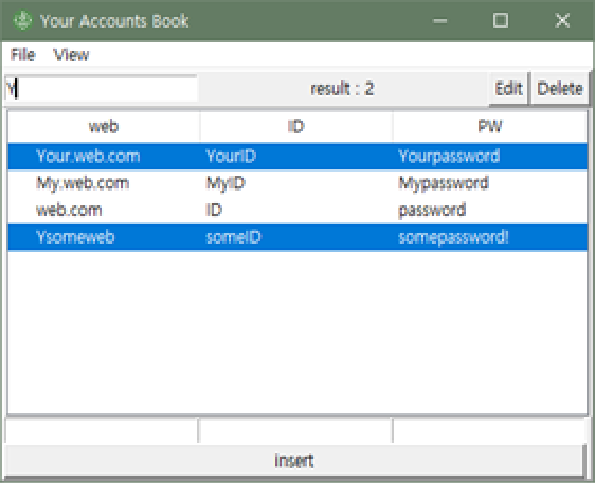 Your Accounts Book
File View
Y result : 2 Edit Delete
web ID PW
Your.web.com YourID Yourpassword
My.web.com MyID Mypassword
web.com ID password
Ysomeweb someID somepassword!
insert